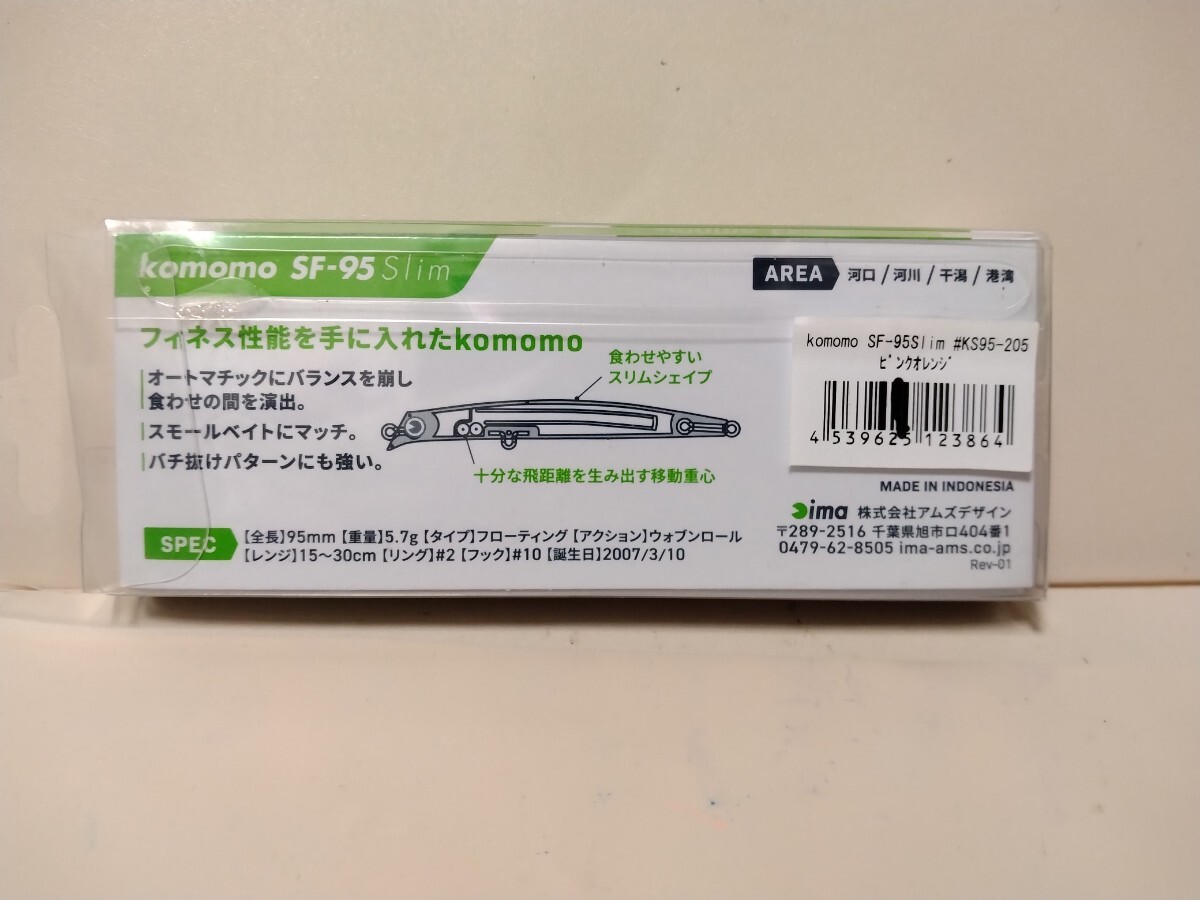 komomo SF-95 Slim
AREA 河口 / 河川 / 干潟 / 港湾
フィネス性能を手に入れたkomomo
オートマチックにバランスを崩し
食わせの間を演出。
スモールベイトにマッチ。
バチ抜けパターンにも強い。
食わせやすい
スリムシェイプ
十分な飛距離を生み出す移動重心
komomo SF-95Slim #KS95-205
ピンクオレンジ
4 539625 123864
MADE IN INDONESIA
ima 株式会社アムズデザイン
〒289-2516 千葉県旭市ロ404番1
0479-62-8505 ima-ams.co.jp
Rev-01
SPEC
【全長】95mm【重量】5.7g【タイプ】フローティング【アクション】ウォブンロール
【レンジ】15〜30cm【リング】#2【フック】#10【誕生日】2007/3/10